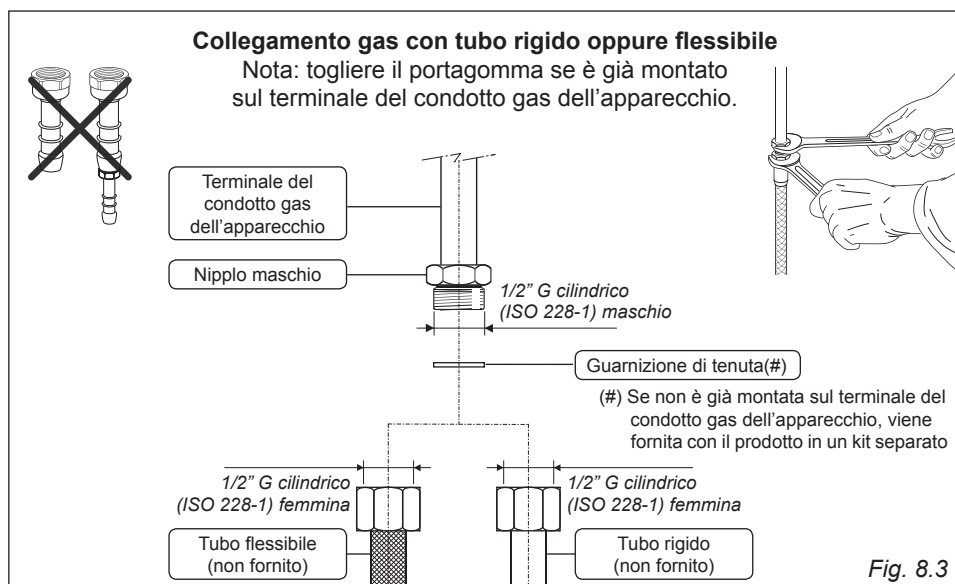 Collegamento gas con tubo rigido oppure flessibile
Nota: togliere il portagomma se è già montato
sul terminale del condotto gas dell'apparecchio.
Terminale del
condotto gas
dell'apparecchio
Nipplo maschio
1/2" G cilindrico
(ISO 228-1) maschio
Guarnizione di tenuta(#)
(#) Se non è già montata sul terminale del
condotto gas dell'apparecchio, viene
fornita con il prodotto in un kit separato
1/2" G cilindrico
(ISO 228-1) femmina
1/2" G cilindrico
(ISO 228-1) femmina
Tubo flessibile
(non fornito)
Tubo rigido
(non fornito)
Fig. 8.3